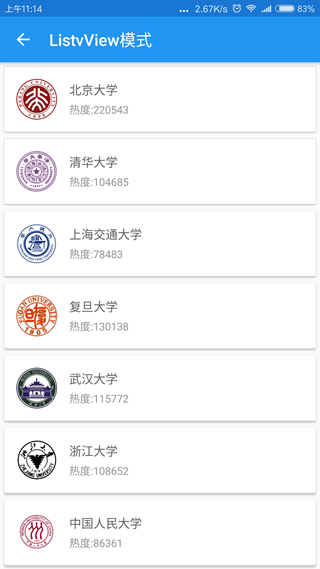 上午11:14
... 2.67K/s 83%
ListvView模式
北京大学
热度:220543
清华大学
热度:104685
上海交通大学
热度:78483
FUDAN UNIVERSITY
1905
复旦大学
热度:130138
武汉大学
热度:115772
浙江大学
热度:108652
中国人民大学
热度:86361